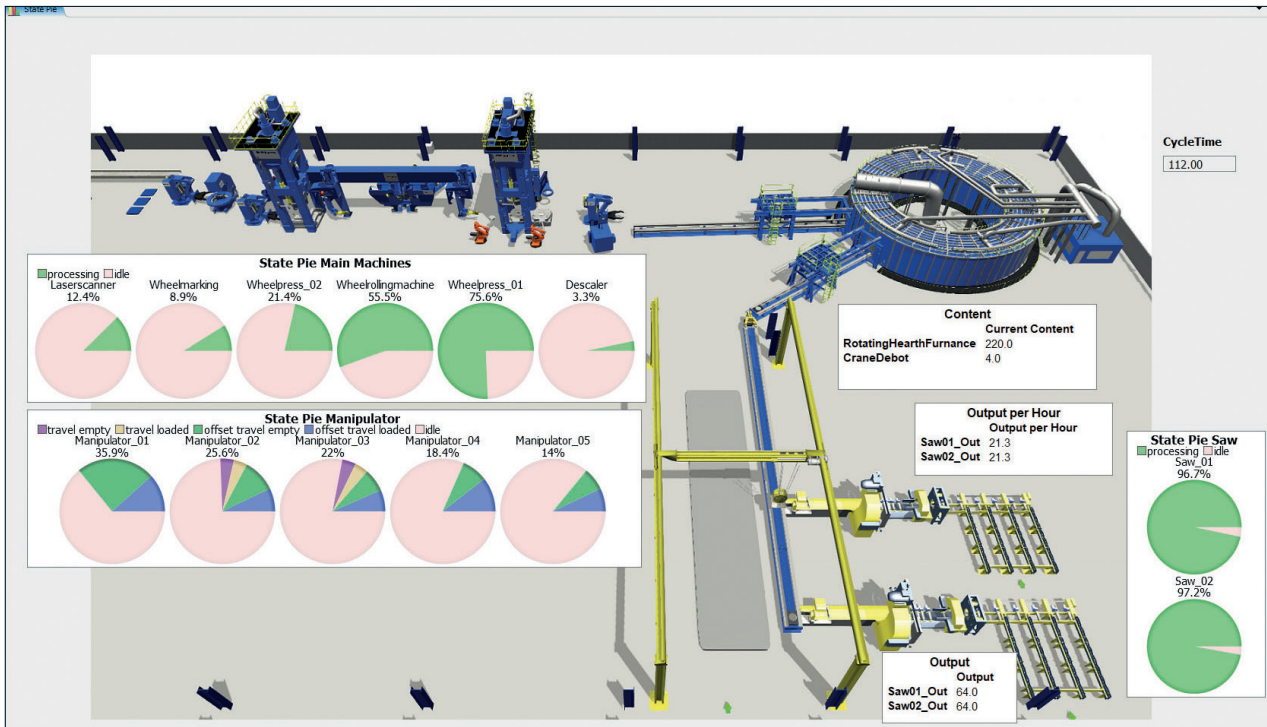 State Pie
CycleTime
112.00
State Pie Main Machines
processing idle
Laserscanner Wheelmarking Wheelpress_02 Wheelrollingmachine Wheelpress_01 Descaler
12.4% 8.9% 21.4% 55.5% 75.6% 3.3%
Content
Current Content
RotatingHearthFurnance 220.0
CraneDebot 4.0
State Pie Manipulator
travel empty travel loaded offset travel empty offset travel loaded idle
Manipulator_01 Manipulator_02 Manipulator_03 Manipulator_04 Manipulator_05
35.9% 25.6% 22% 18.4% 14%
Output per Hour
Output per Hour
Saw01_Out 21.3
Saw02_Out 21.3
State Pie Saw
processing idle
Saw_01
96.7%
Saw_02
97.2%
Output
Output
Saw01_Out 64.0
Saw02_Out 64.0